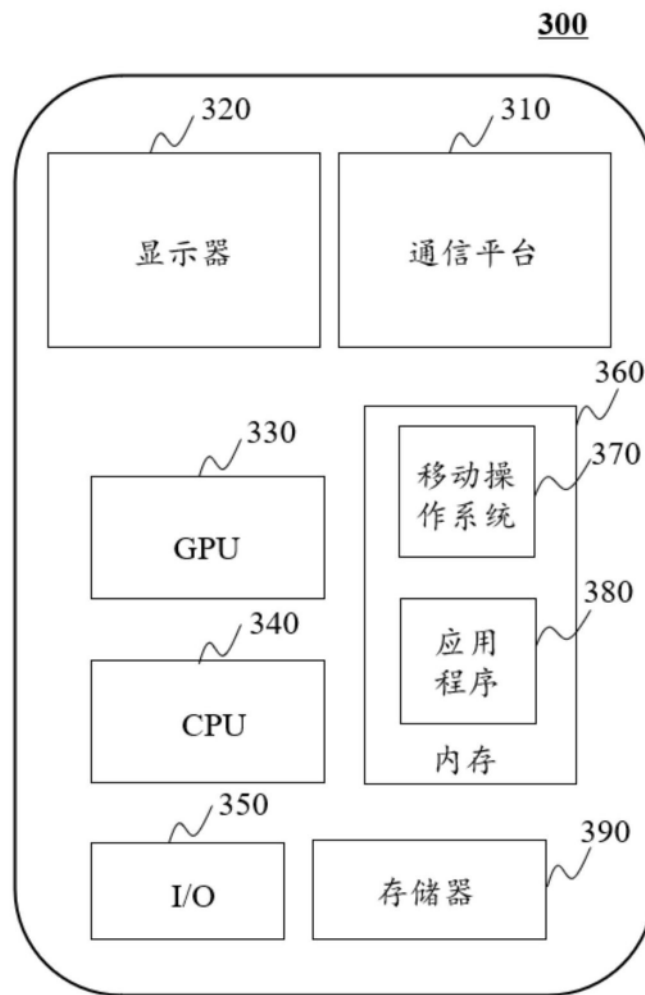 300
320
310
显示器
通信平台
360
330
370
移动操
作系统
GPU
380
340
应用
程序
CPU
内存
350
390
I/O
存储器